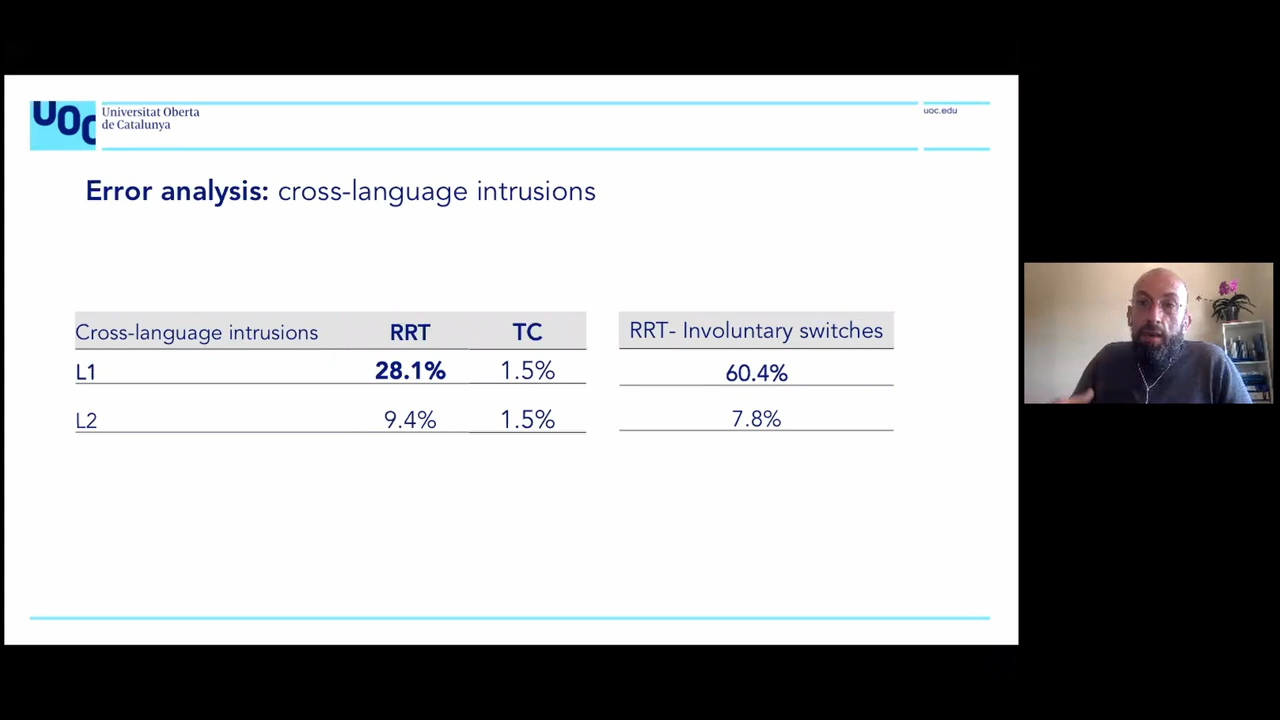 UOC
Universitat Oberta
de Catalunya
uoc.edu
Error analysis: cross-language intrusions
Cross-language intrusions RRT TC
L1 28.1% 1.5%
L2 9.4% 1.5%
RRT- Involuntary switches
60.4%
7.8%